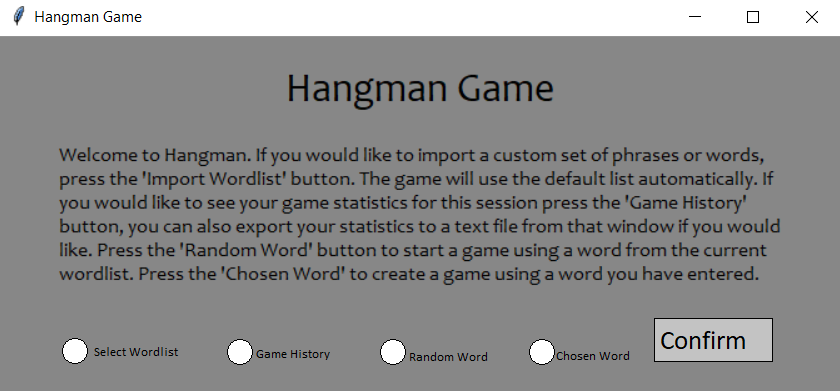 Hangman Game
Hangman Game
Welcome to Hangman. If you would like to import a custom set of phrases or words,
press the 'Import Wordlist' button. The game will use the default list automatically. If
you would like to see your game statistics for this session press the 'Game History'
button, you can also export your statistics to a text file from that window if you would
like. Press the 'Random Word' button to start a game using a word from the current
wordlist. Press the 'Chosen Word' to create a game using a word you have entered.
Select Wordlist Game History Random Word Chosen Word Confirm